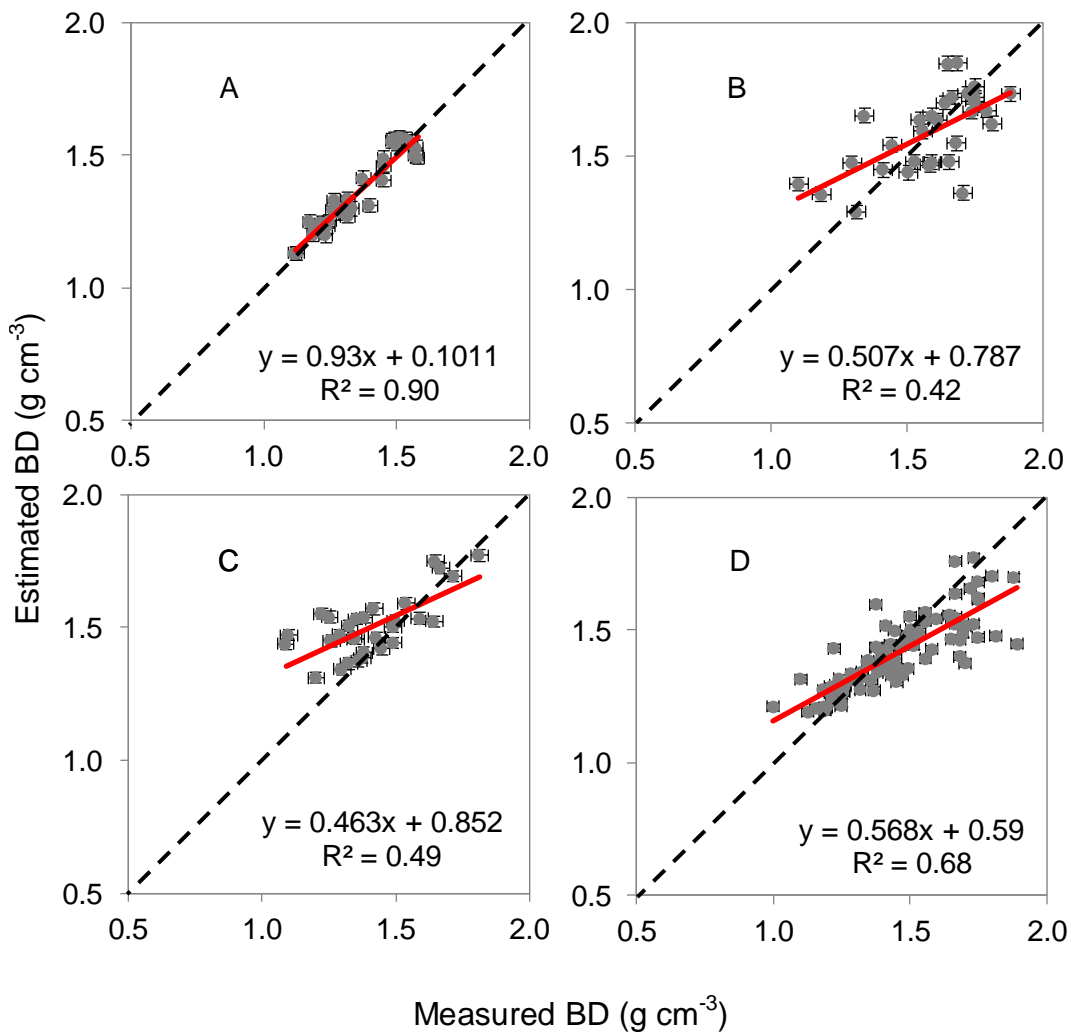 2.0
1.5
1.0
0.5
0.5
1.0
1.5
2.0
A
y = 0.93x + 0.1011
R² = 0.90
2.0
1.5
1.0
0.5
0.5
1.0
1.5
2.0
B
y = 0.507x + 0.787
R² = 0.42
Estimated BD (g cm⁻³)
2.0
1.5
1.0
0.5
0.5
1.0
1.5
2.0
C
y = 0.463x + 0.852
R² = 0.49
2.0
1.5
1.0
0.5
0.5
1.0
1.5
2.0
D
y = 0.568x + 0.59
R² = 0.68
Measured BD (g cm⁻³)